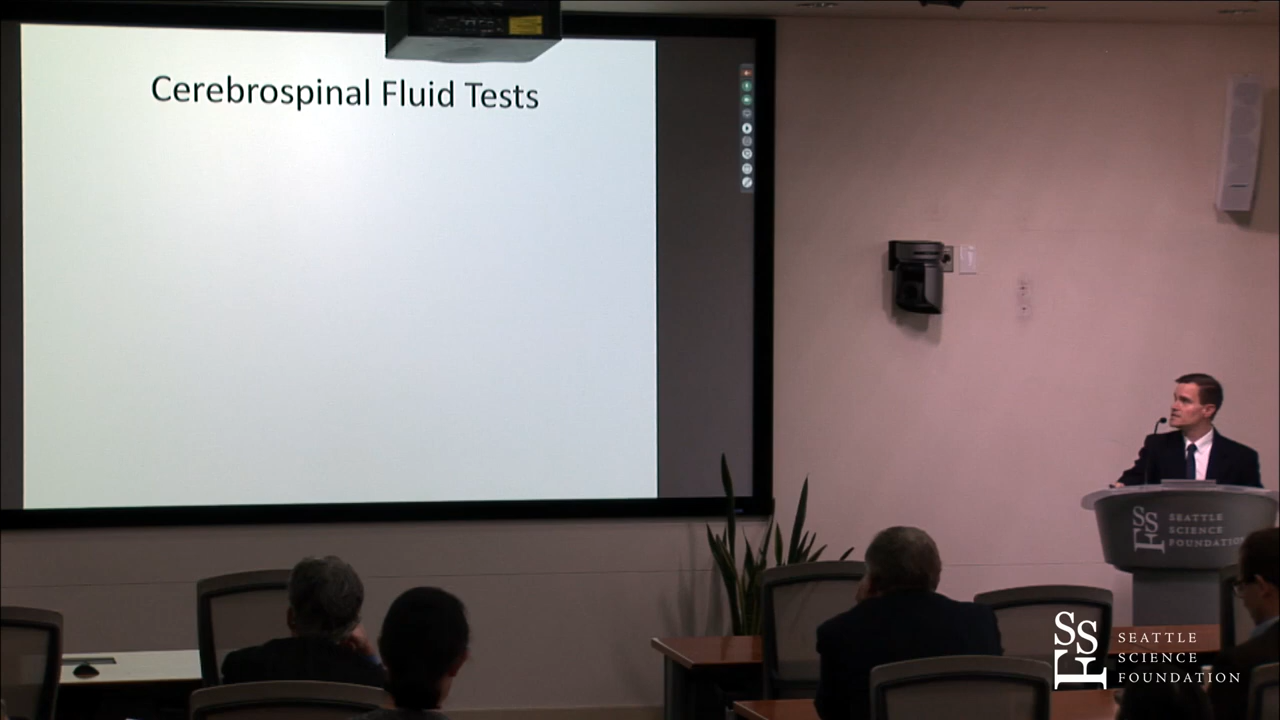 Cerebrospinal Fluid Tests
SSF
SEATTLE
SCIENCE
FOUNDATION
SSF
SEATTLE
SCIENCE
FOUNDATION